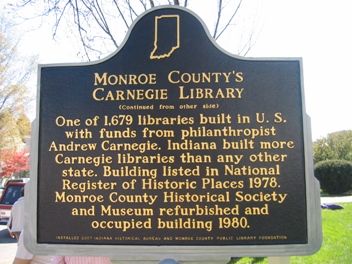 MONROE COUNTY'S
CARNEGIE LIBRARY
(Continued from other side)
One of 1,679 libraries built in U. S.
with funds from philanthropist
Andrew Carnegie. Indiana built more
Carnegie libraries than any other
state. Building listed in National
Register of Historic Places 1978.
Monroe County Historical Society
and Museum refurbished and
occupied building 1980.
INSTALLED 2007 INDIANA HISTORICAL BUREAU AND MONROE COUNTY PUBLIC LIBRARY FOUNDATION